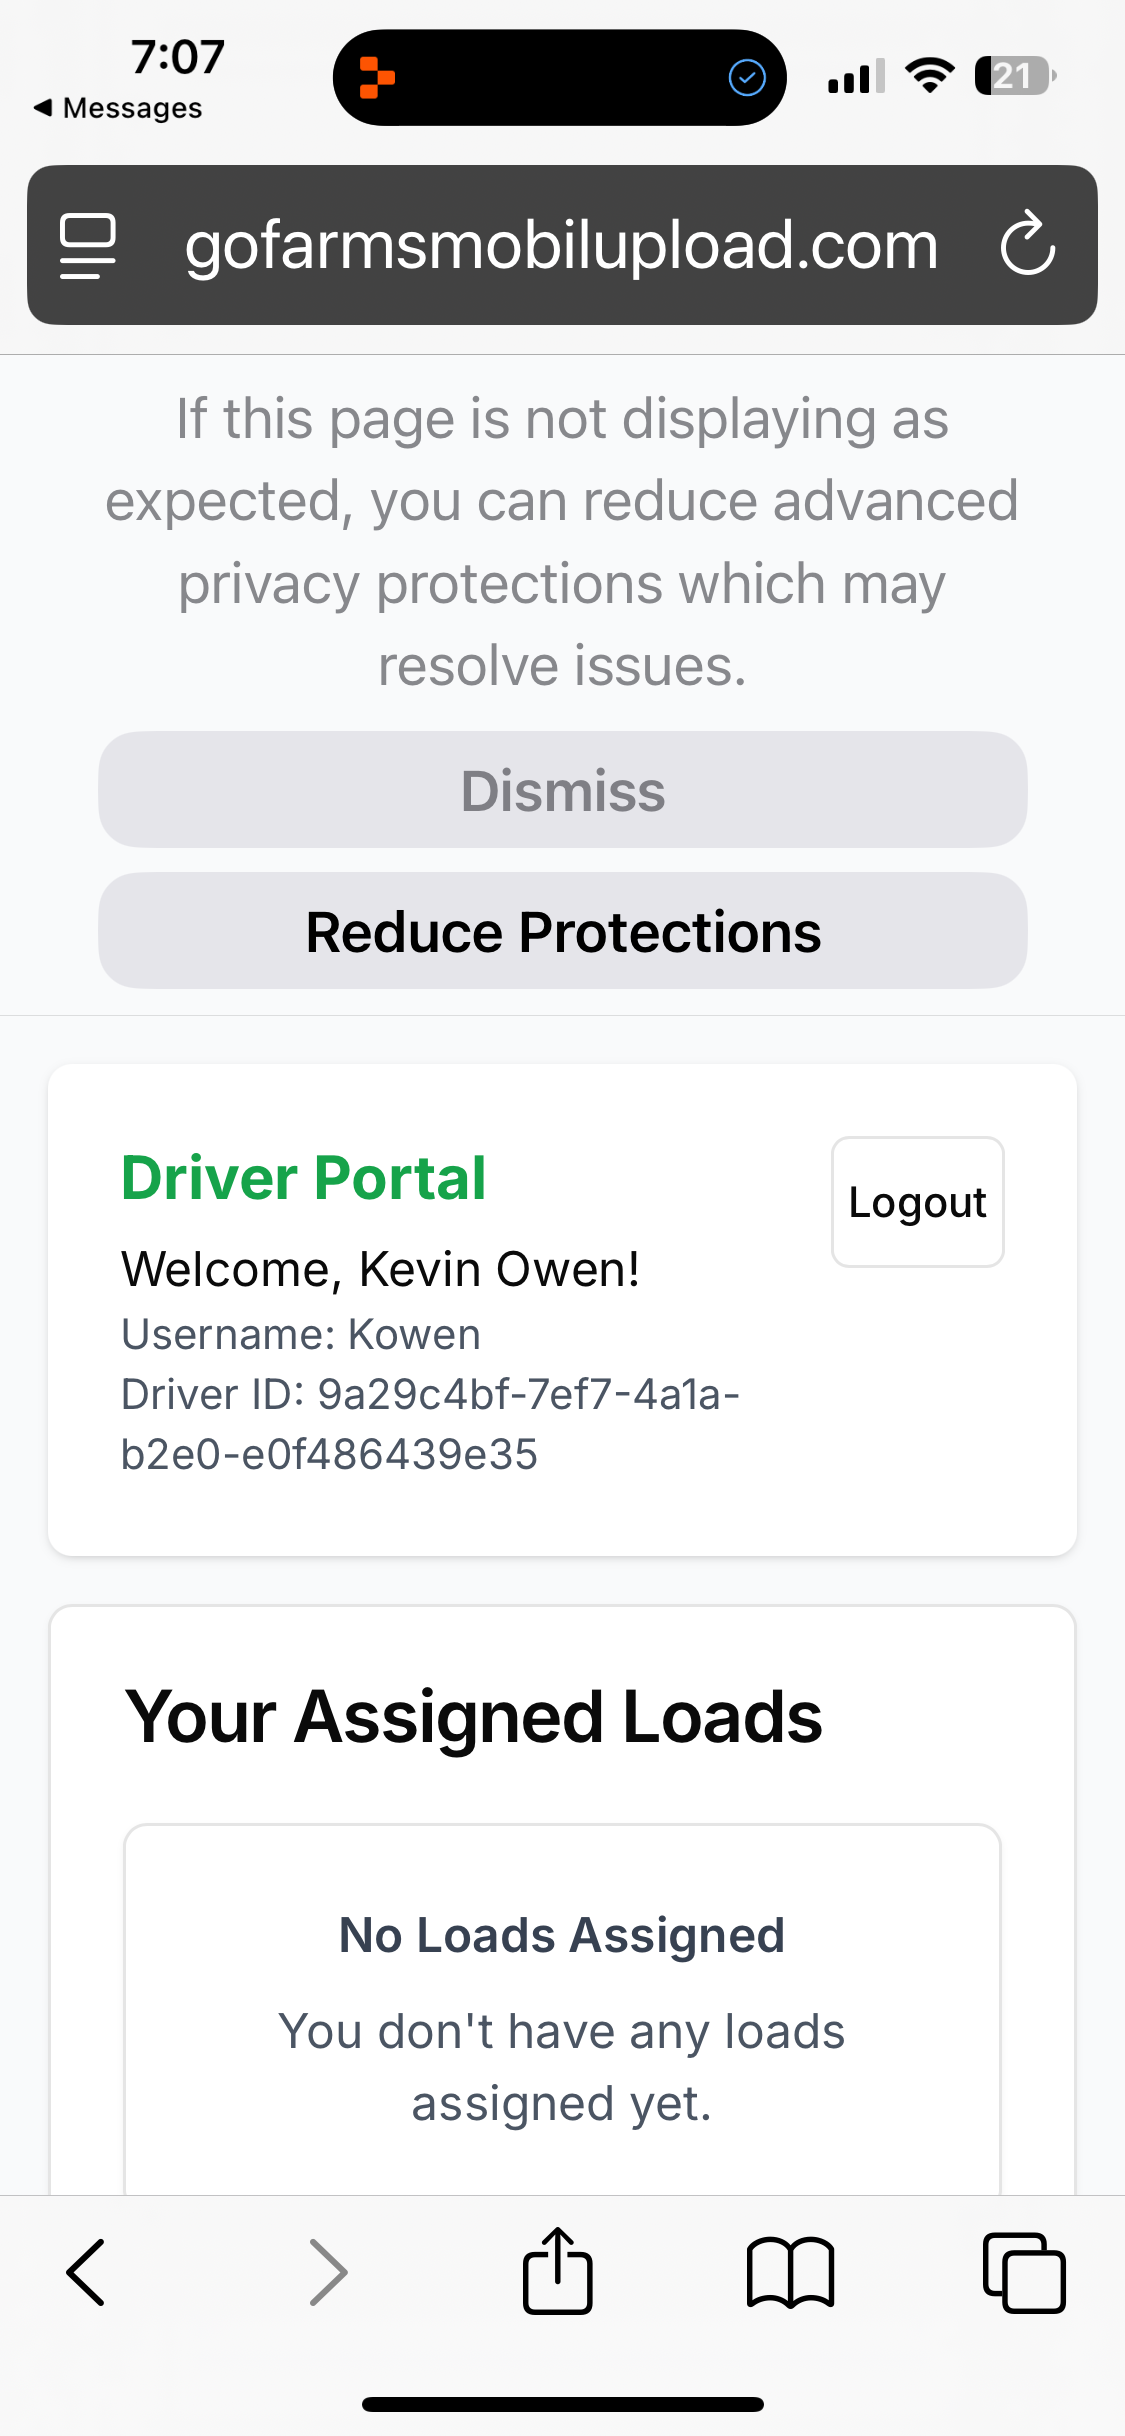 7:07
21
◀ Messages
gofarmsmobilupload.com
If this page is not displaying as
expected, you can reduce advanced
privacy protections which may
resolve issues.
Dismiss
Reduce Protections
Driver Portal
Logout
Welcome, Kevin Owen!
Username: Kowen
Driver ID: 9a29c4bf-7ef7-4a1a-
b2e0-e0f486439e35
Your Assigned Loads
No Loads Assigned
You don't have any loads
assigned yet.